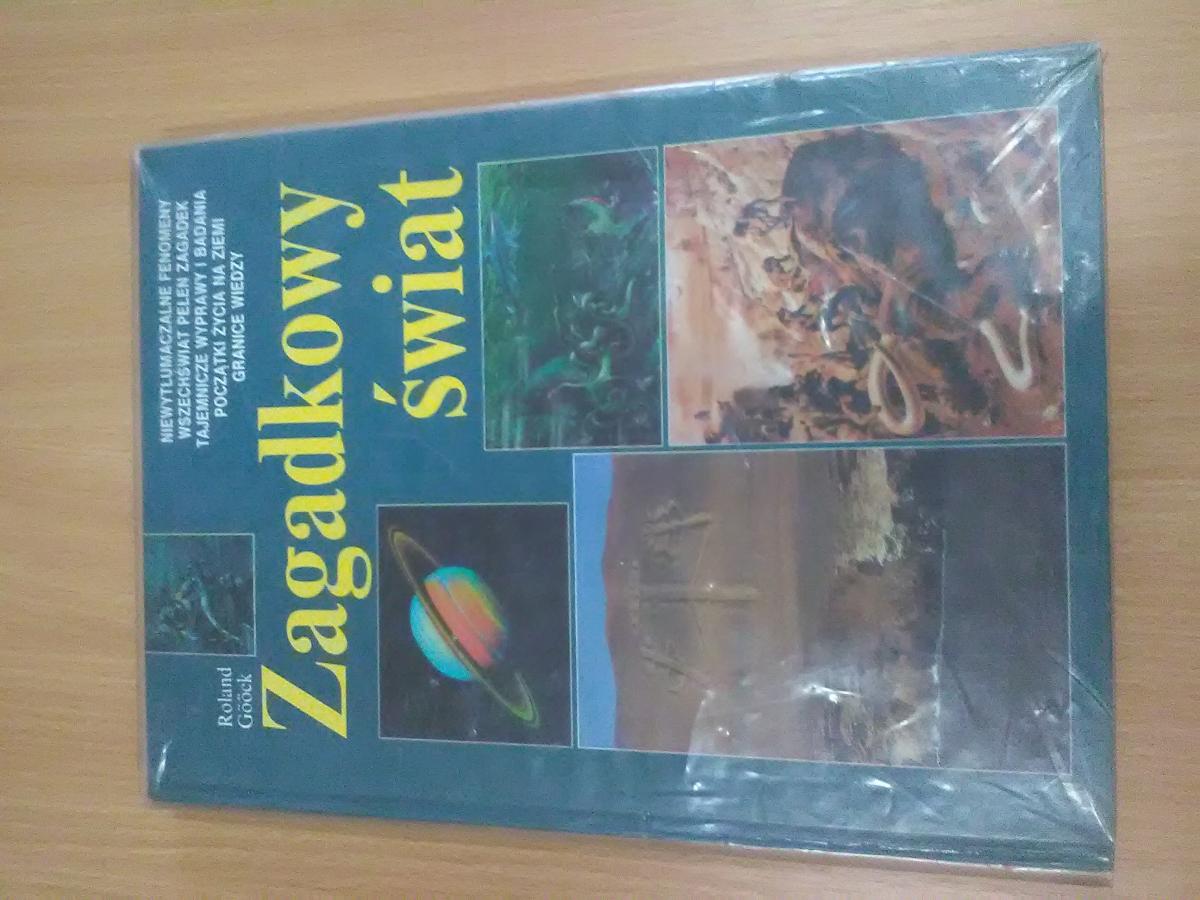 NIEWYTŁUMACZALNE FENOMENY
WSZECHŚWIAT PEŁEN ZAGADEK
TAJEMNICZE WYPRAWY I BADANIA
POCZĄTKI ŻYCIA NA ZIEMI
GRANICE WIEDZY
Roland
Gööck
Zagadkowy
świat